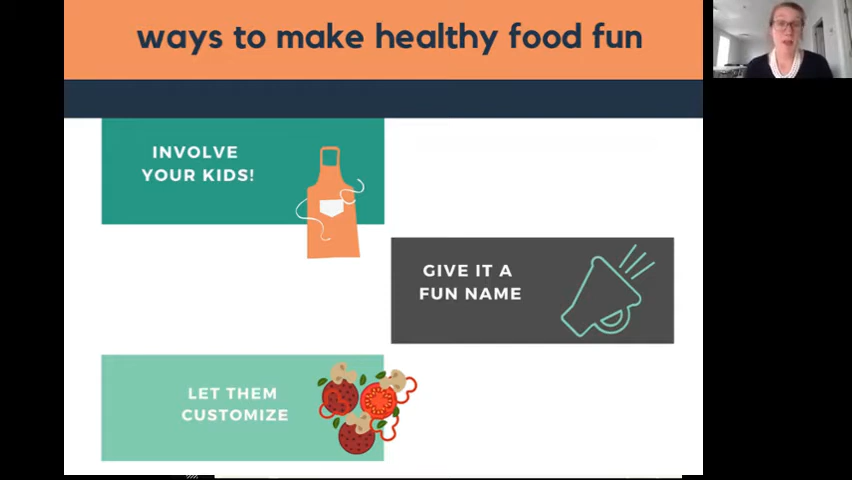 ways to make healthy food fun
INVOLVE
YOUR KIDS!
GIVE IT A
FUN NAME
LET THEM
CUSTOMIZE